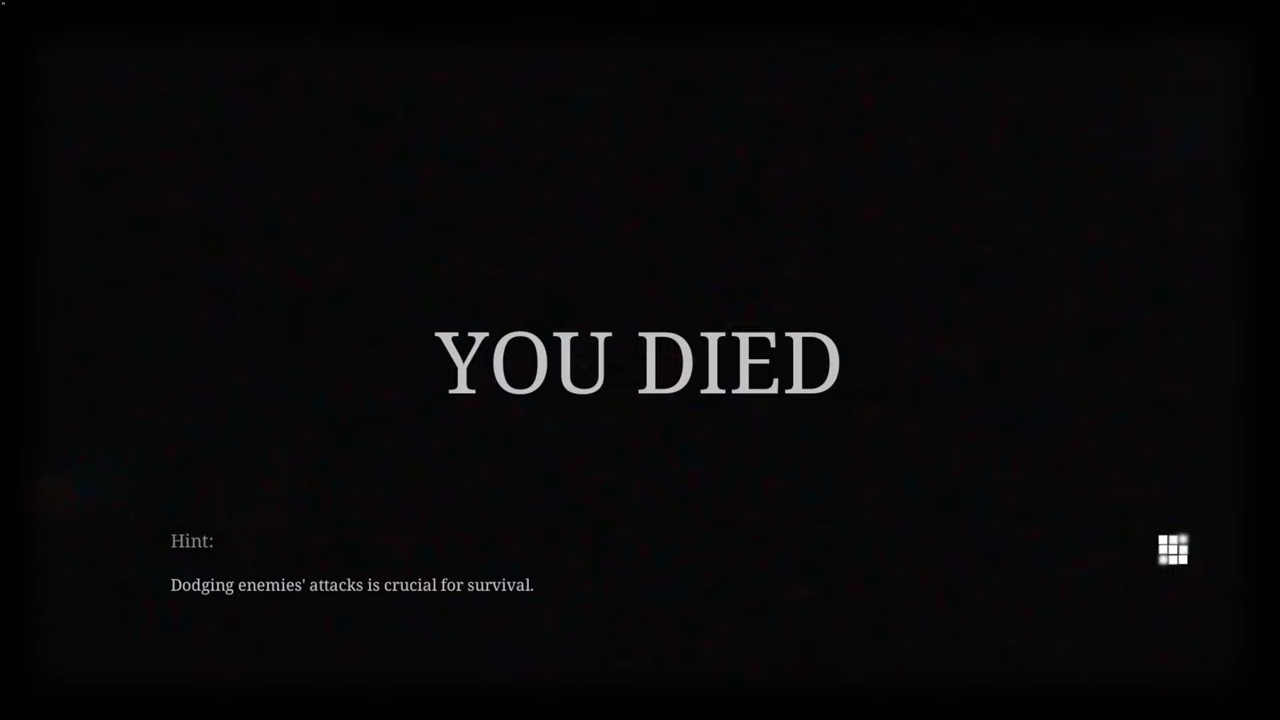 YOU DIED
Hint:
Dodging enemies' attacks is crucial for survival.